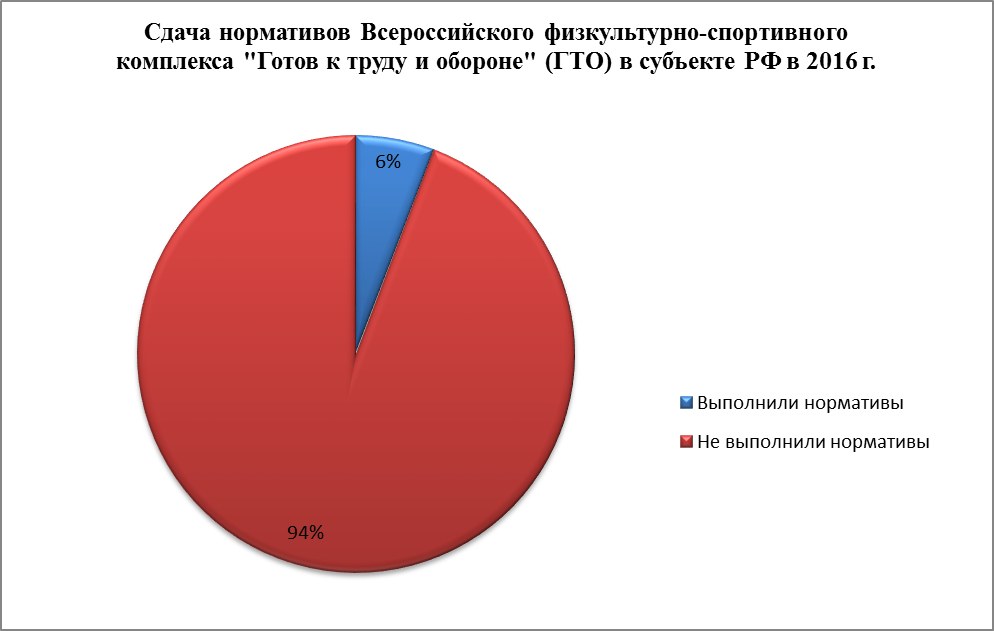 Сдача нормативов Всероссийского физкультурно-спортивного
комплекса "Готов к труду и обороне" (ГТО) в субъекте РФ в 2016 г.
6%
Выполнили нормативы
Не выполнили нормативы
94%